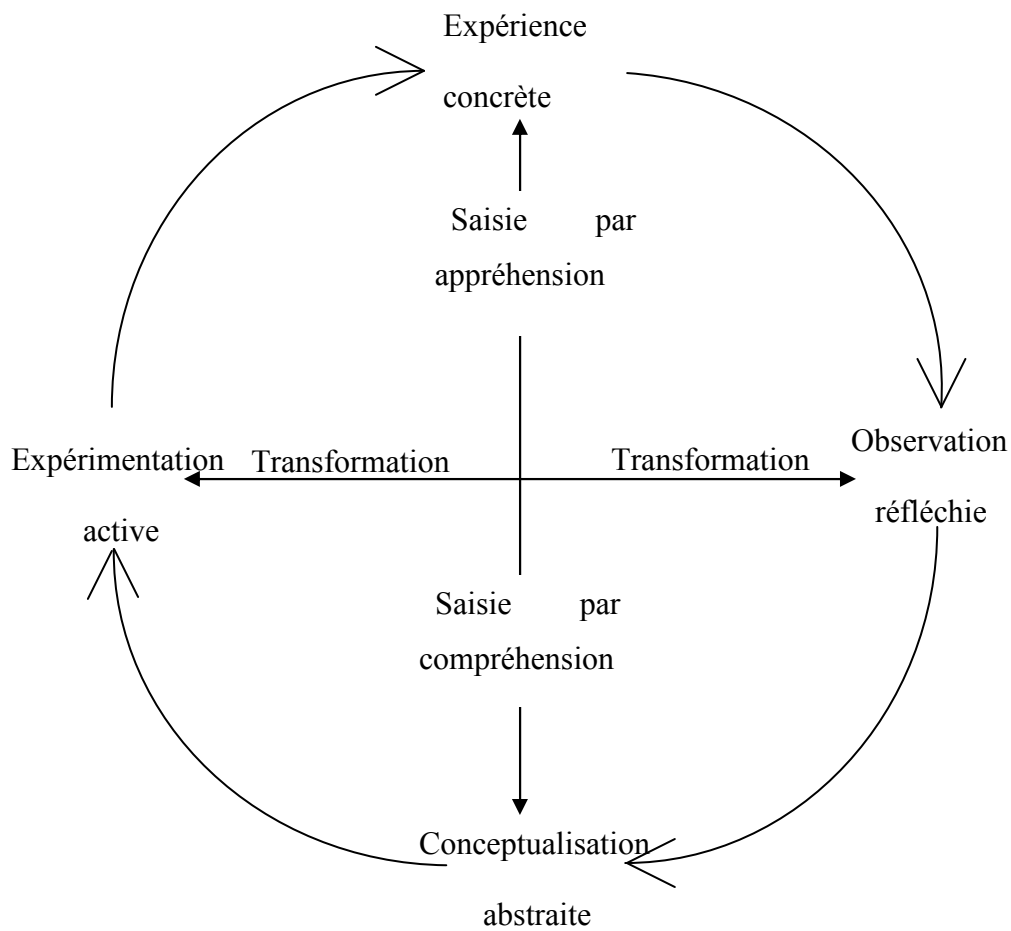 Expérience
concrète
Saisie par
appréhension
Observation
Expérimentation
Transformation
Transformation
réfléchie
active
Saisie par
compréhension
Conceptualisation
abstraite